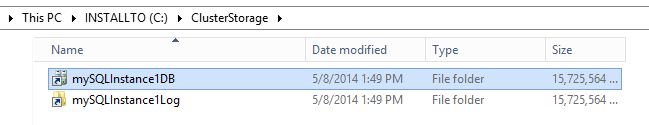 This PC INSTALLTO (C:) ClusterStorage
Name Date modified Type Size
mySQLInstance1DB 5/8/2014 1:49 PM File folder 15,725,564 ...
mySQLInstance1Log 5/8/2014 1:49 PM File folder 15,725,564 ...